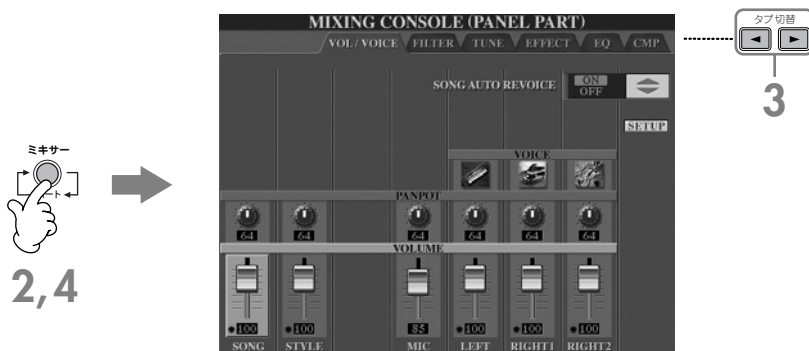 MIXING CONSOLE (PANEL PART)
VOL / VOICE FILTER TUNE EFFECT EQ CMP
タブ切替
3
SONG AUTO REVOICE ON
OFF
SETUP
ミキサー
ート
2, 4
VOICE
PANPOT
64 64 64 64 64 64
VOLUME
100 100 85 100 100 100
SONG STYLE MIC LEFT RIGHT1 RIGHT2